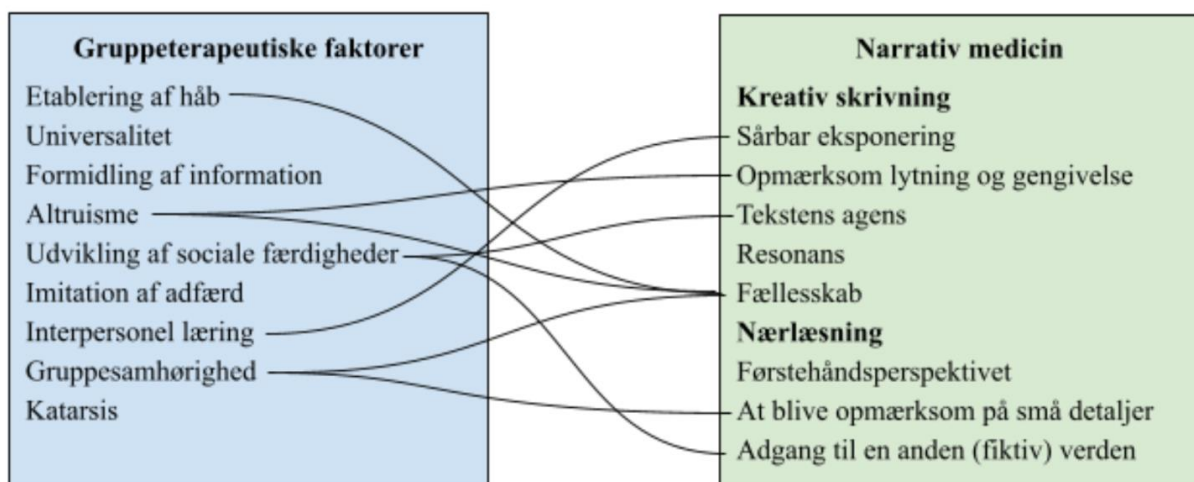 Gruppeterapeutiske faktorer
Etablering af håb
Universalitet
Formidling af information
Altruisme
Udvikling af sociale færdigheder
Imitation af adfærd
Interpersonel læring
Gruppesamhørighed
Katarsis
Narrativ medicin
Kreativ skrivning
Sårbar eksponering
Opmærksom lytning og gengivelse
Tekstens agens
Resonans
Fællesskab
Nærlæsning
Førstehåndsperspektivet
At blive opmærksom på små detaljer
Adgang til en anden (fiktiv) verden